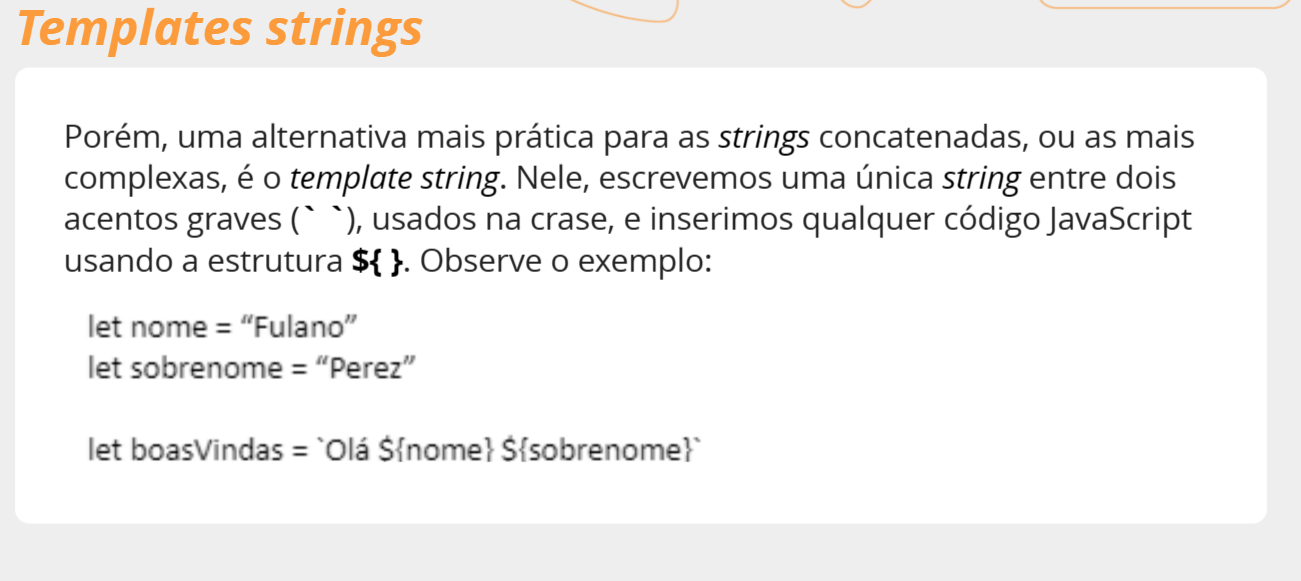 Templates strings
Porém, uma alternativa mais prática para as strings concatenadas, ou as mais
complexas, é o template string. Nele, escrevemos uma única string entre dois
acentos graves (` `), usados na crase, e inserimos qualquer código JavaScript
usando a estrutura ${ }. Observe o exemplo:
let nome = “Fulano”
let sobrenome = “Perez”
let boasVindas = `Olá ${nome} ${sobrenome}`